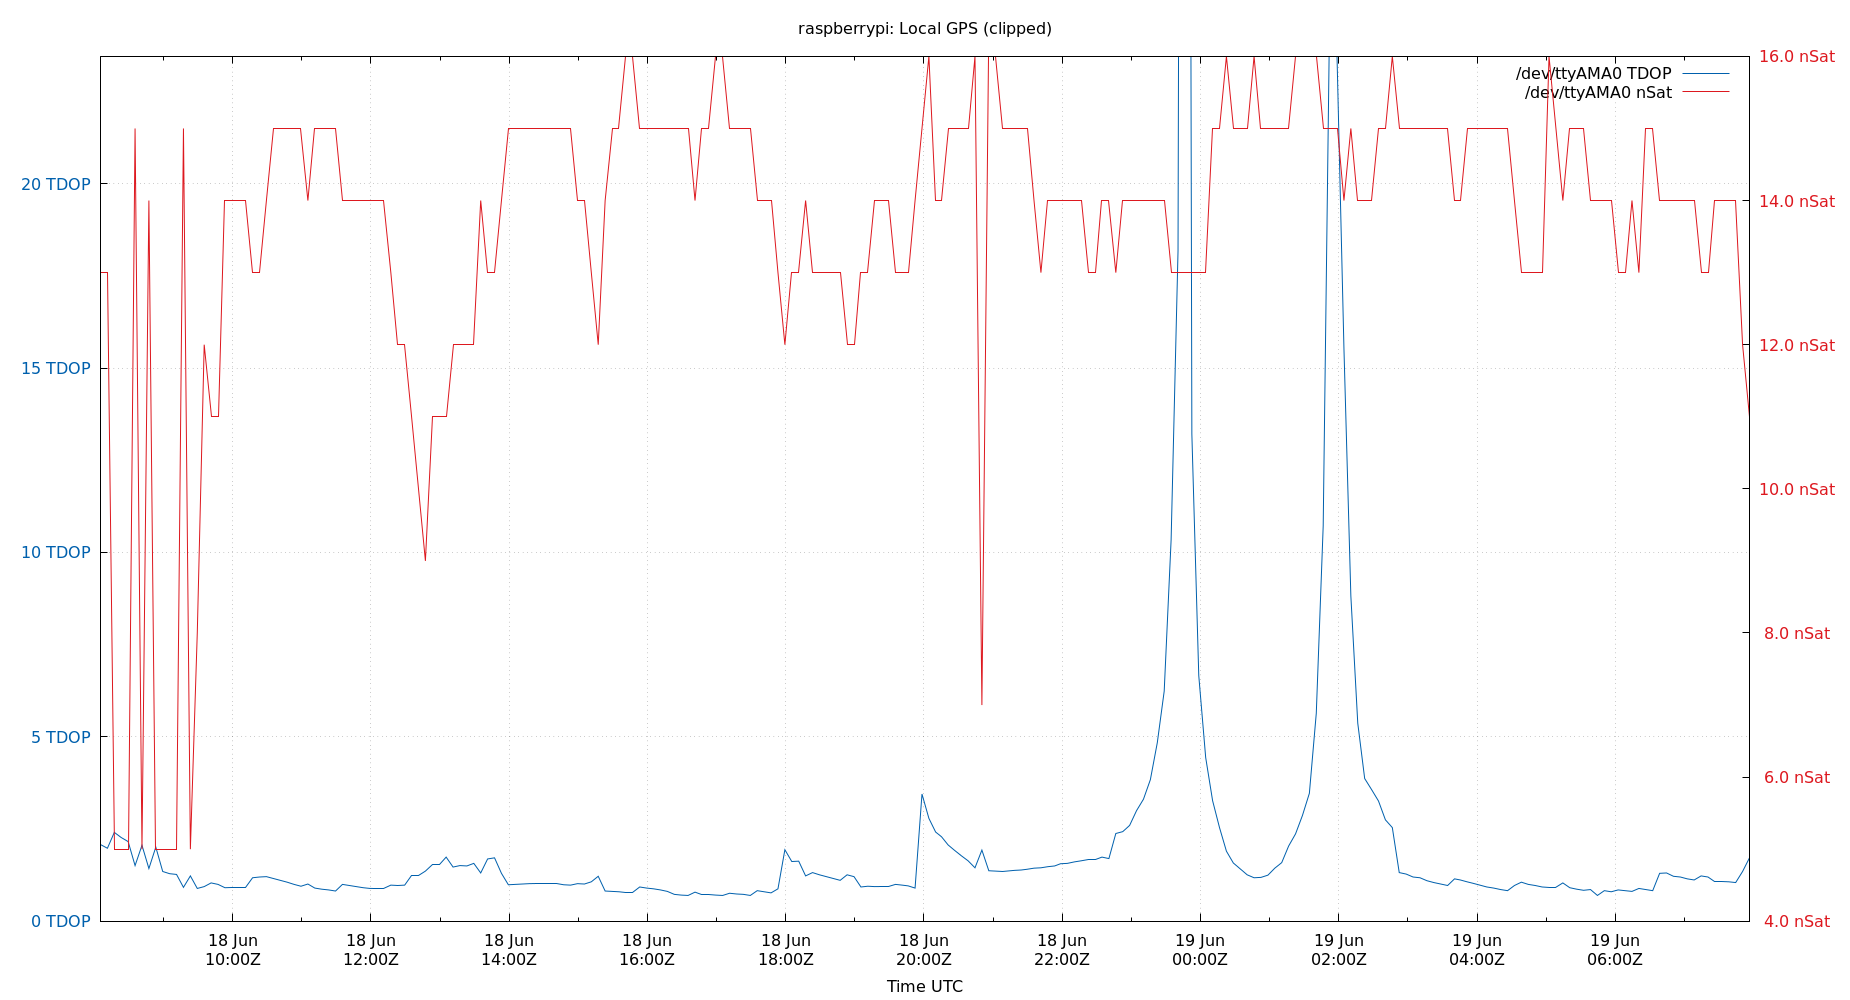 raspberrypi: Local GPS (clipped)
/dev/ttyAMA0 TDOP
/dev/ttyAMA0 nSat
20 TDOP
15 TDOP
10 TDOP
5 TDOP
0 TDOP
16.0 nSat
14.0 nSat
12.0 nSat
10.0 nSat
8.0 nSat
6.0 nSat
4.0 nSat
18 Jun
10:00Z
18 Jun
12:00Z
18 Jun
14:00Z
18 Jun
16:00Z
18 Jun
18:00Z
18 Jun
20:00Z
18 Jun
22:00Z
19 Jun
00:00Z
19 Jun
02:00Z
19 Jun
04:00Z
19 Jun
06:00Z
Time UTC